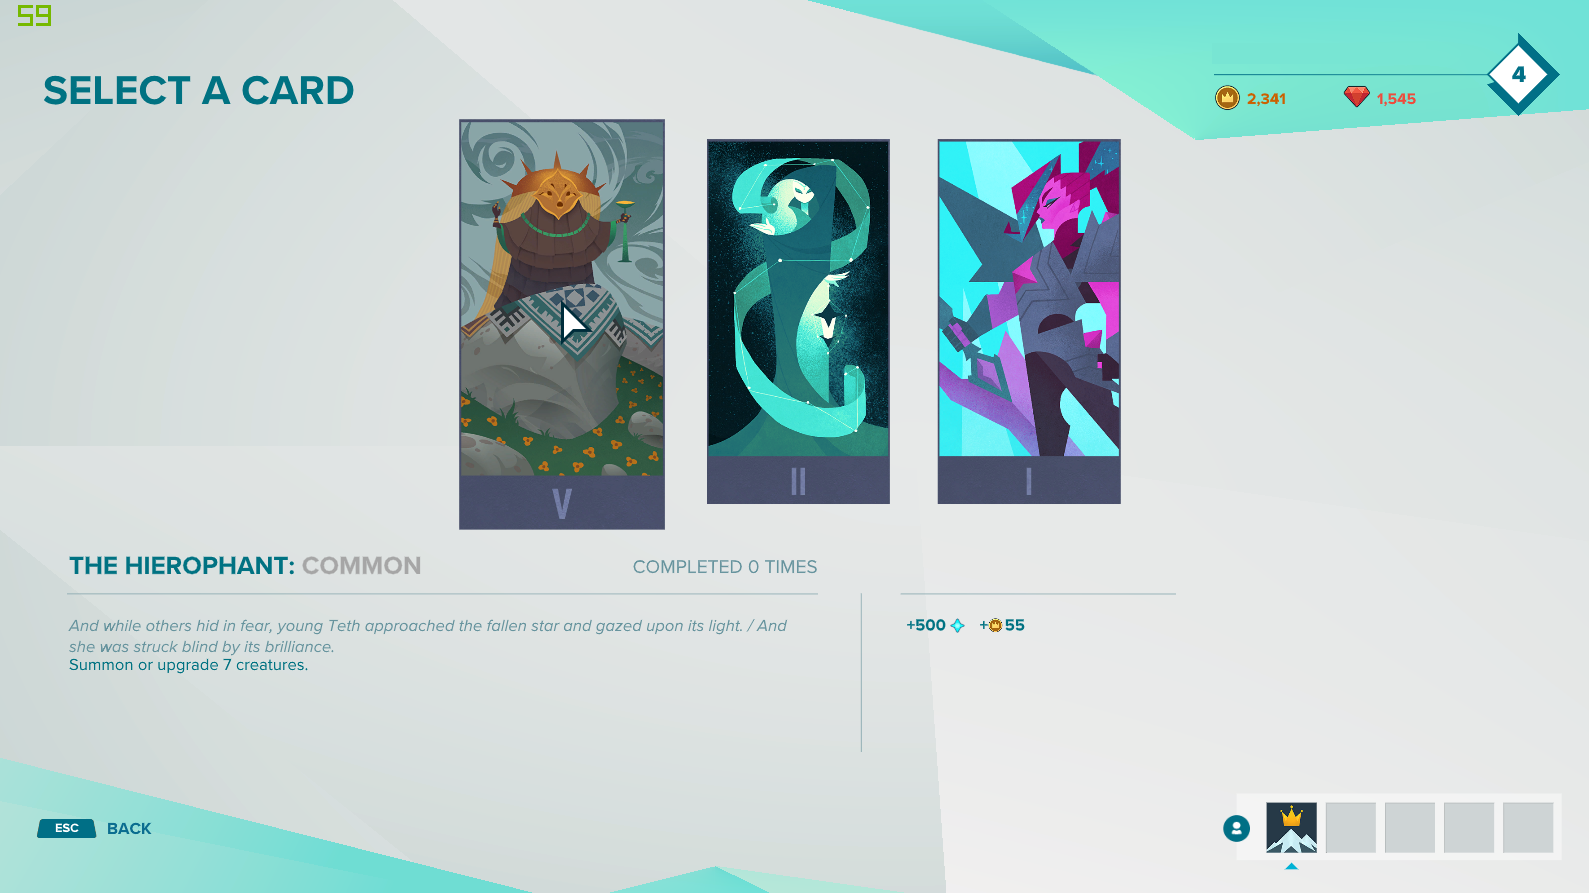 59
SELECT A CARD
2,341
1,545
4
V
II
I
THE HIEROPHANT: COMMON
COMPLETED 0 TIMES
And while others hid in fear, young Teth approached the fallen star and gazed upon its light. / And
she was struck blind by its brilliance.
Summon or upgrade 7 creatures.
+500 +55
ESC BACK